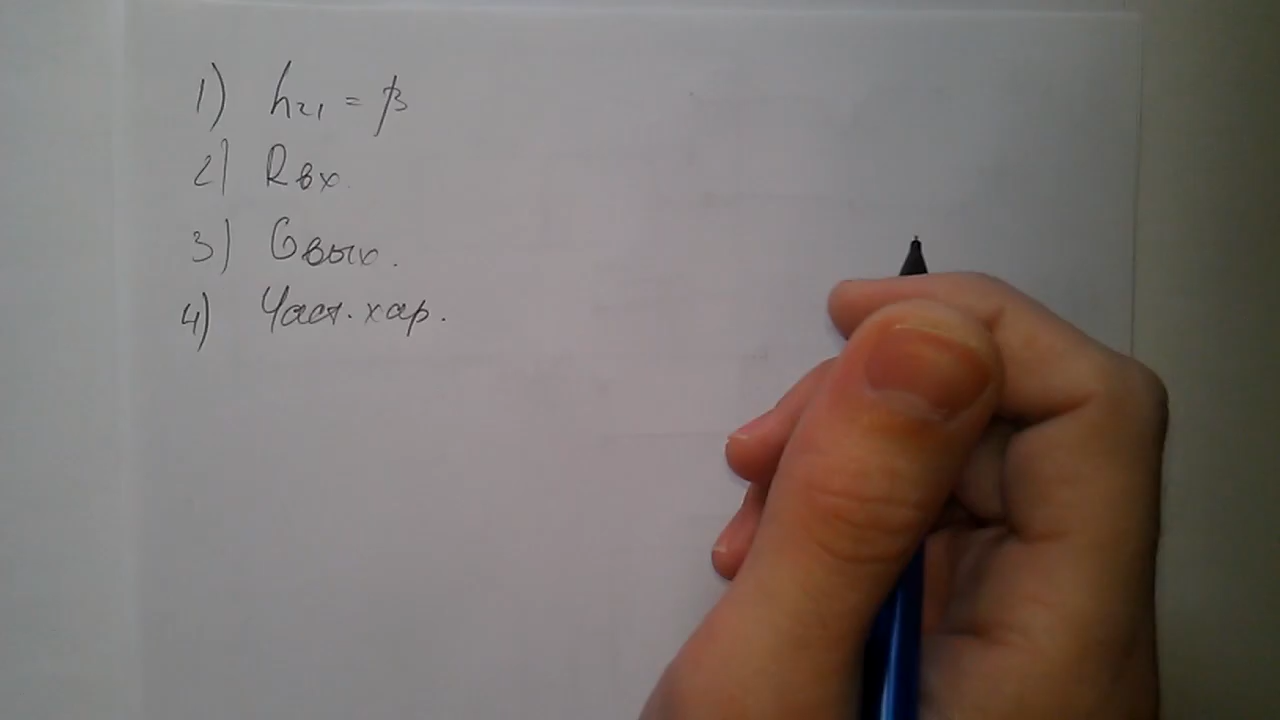 1) h21 = β
2) Rвх.
3) Gвых.
4) Част. хар.